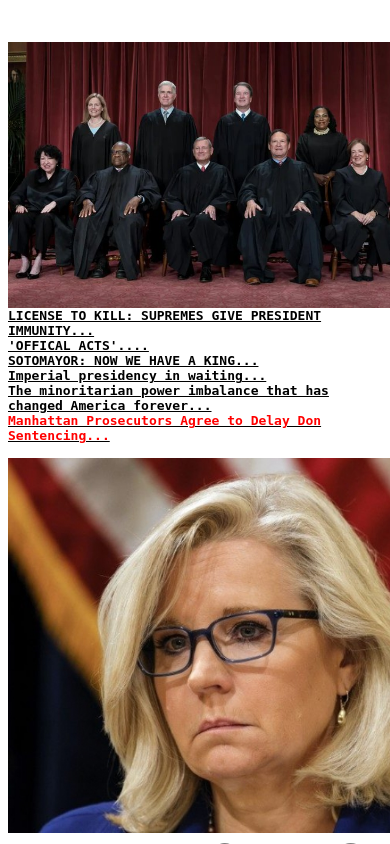 LICENSE TO KILL: SUPREMES GIVE PRESIDENT
IMMUNITY...
'OFFICAL ACTS'....
SOTOMAYOR: NOW WE HAVE A KING...
Imperial presidency in waiting...
The minoritarian power imbalance that has
changed America forever...
Manhattan Prosecutors Agree to Delay Don
Sentencing...